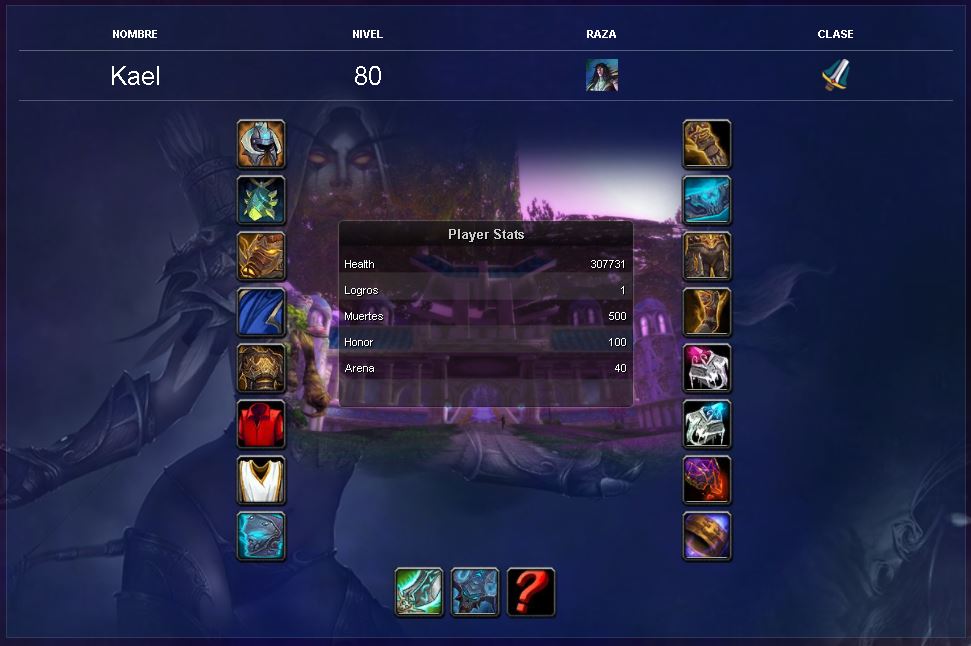 NOMBRE NIVEL RAZA CLASE
Kael 80
Player Stats
Health 307731
Logros 1
Muertes 500
Honor 100
Arena 40
?